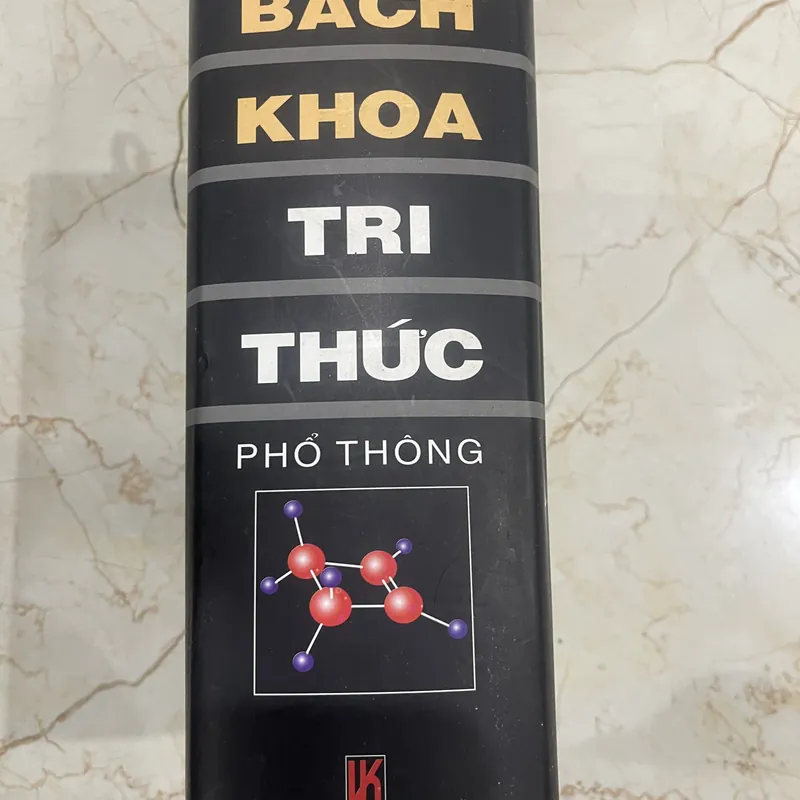 BÁCH
KHOA
TRI
THỨC
PHỔ THÔNG